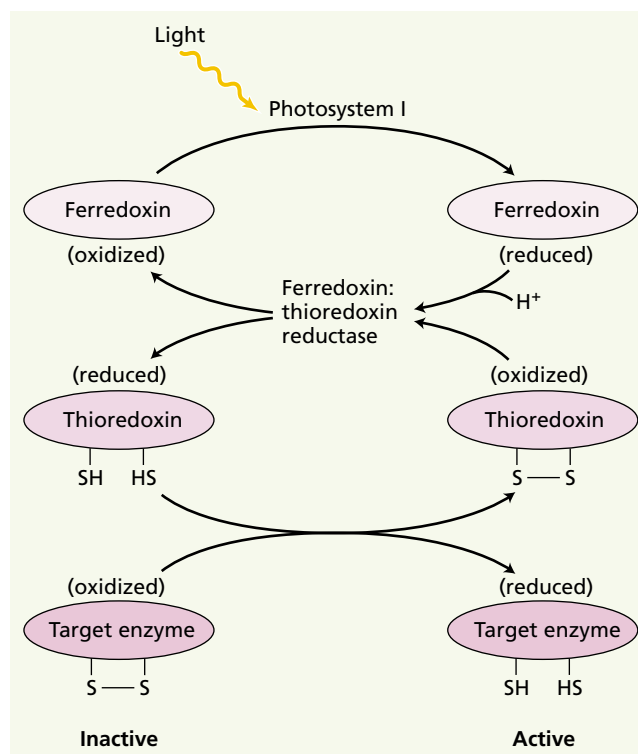 Light
Photosystem I
Ferredoxin
Ferredoxin
(oxidized)
(reduced)
Ferredoxin:
thioredoxin
reductase
H⁺
(reduced)
(oxidized)
Thioredoxin
Thioredoxin
SH HS
S S
(oxidized)
(reduced)
Target enzyme
Target enzyme
S S
SH HS
Inactive
Active